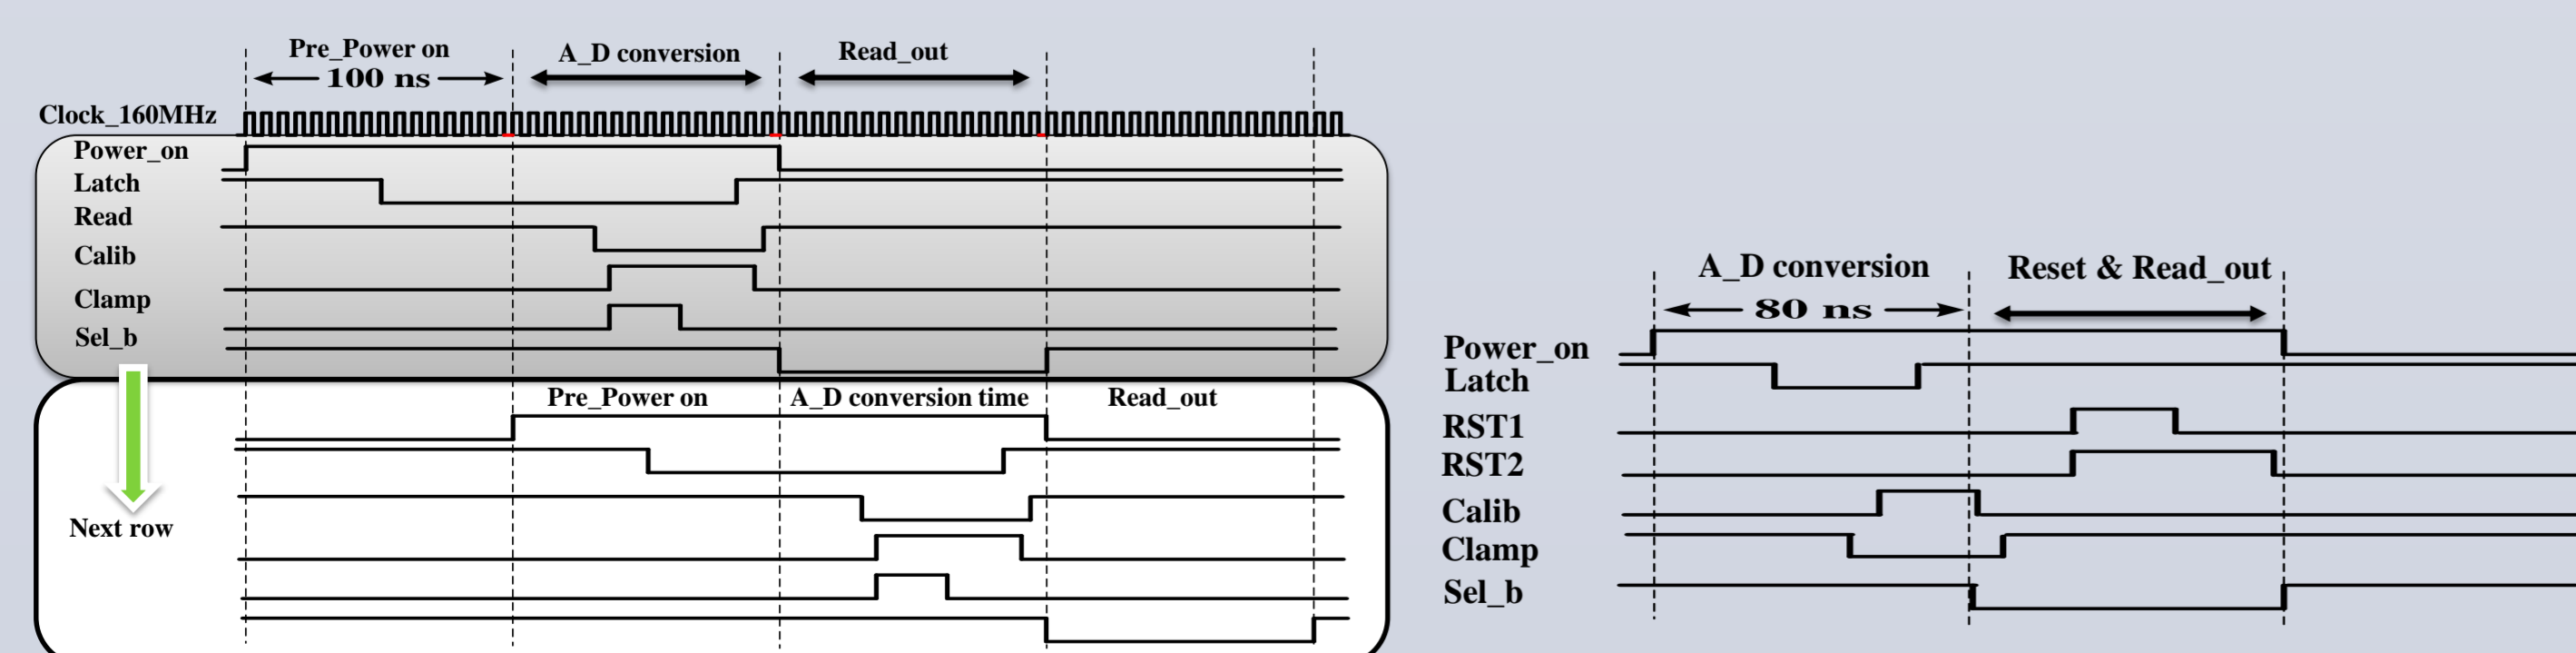 Pre_Power on
100 ns
A_D conversion
Read_out
Clock_160MHz
Power_on
Latch
Read
Calib
Clamp
Sel_b
Pre_Power on
A_D conversion time
Read_out
Next row
A_D conversion
80 ns
Reset & Read_out
Power_on
Latch
RST1
RST2
Calib
Clamp
Sel_b